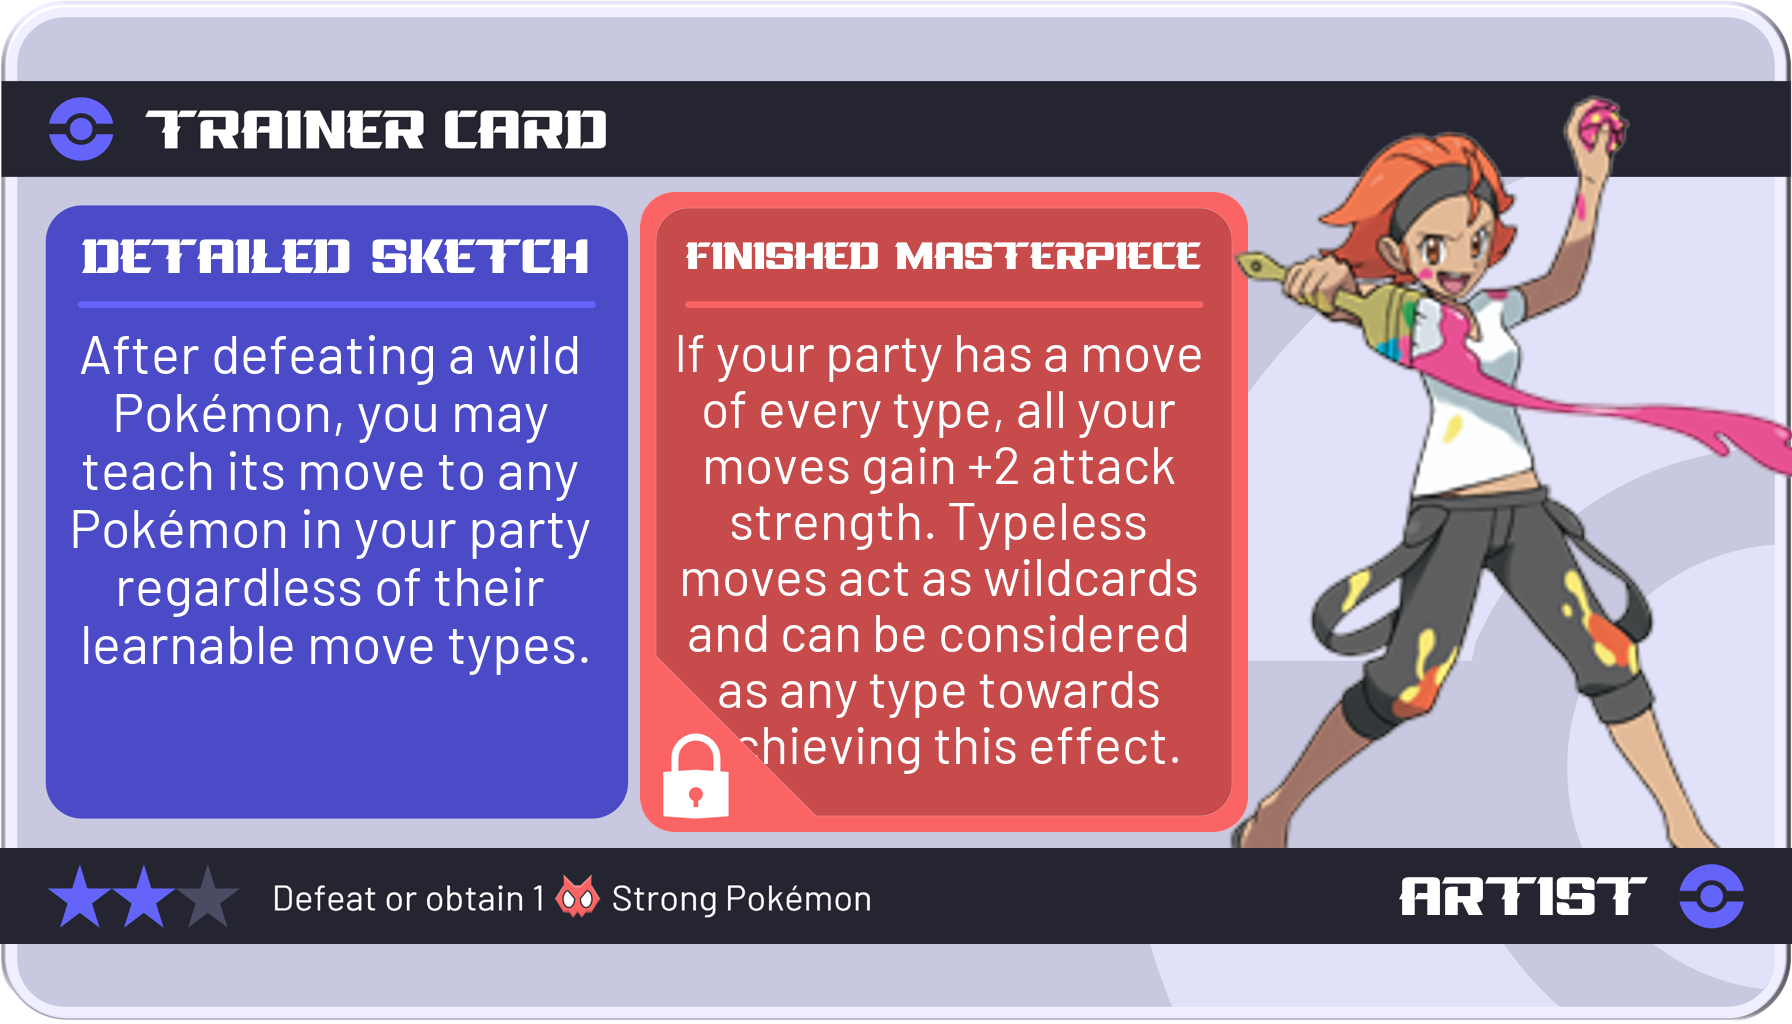 TRAINER CARD
DETAILED SKETCH
After defeating a wild
Pokémon, you may
teach its move to any
Pokémon in your party
regardless of their
learnable move types.
FINISHED MASTERPIECE
If your party has a move
of every type, all your
moves gain +2 attack
strength. Typeless
moves act as wildcards
and can be considered
as any type towards
chieving this effect.
Defeat or obtain 1 Strong Pokémon
ARTIST